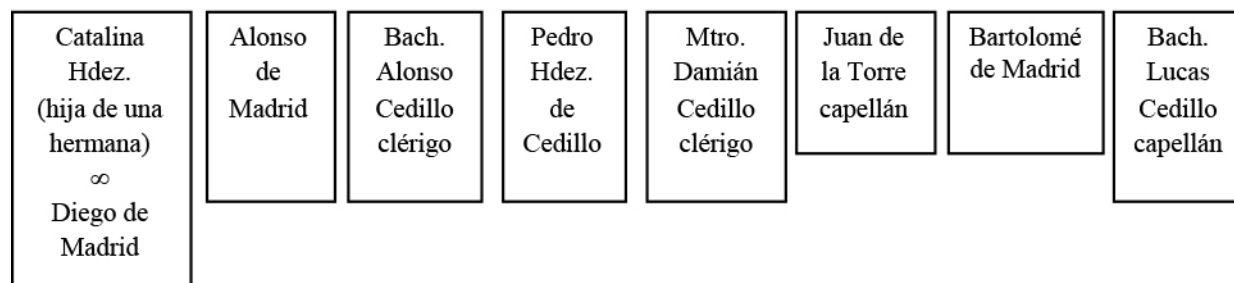 Catalina
Hdez.
(hija de una
hermana)
∞
Diego de
Madrid
Alonso
de
Madrid
Bach.
Alonso
Cedillo
clérigo
Pedro
Hdez.
de
Cedillo
Mtro.
Damián
Cedillo
clérigo
Juan de
la Torre
capellán
Bartolomé
de Madrid
Bach.
Lucas
Cedillo
capellán